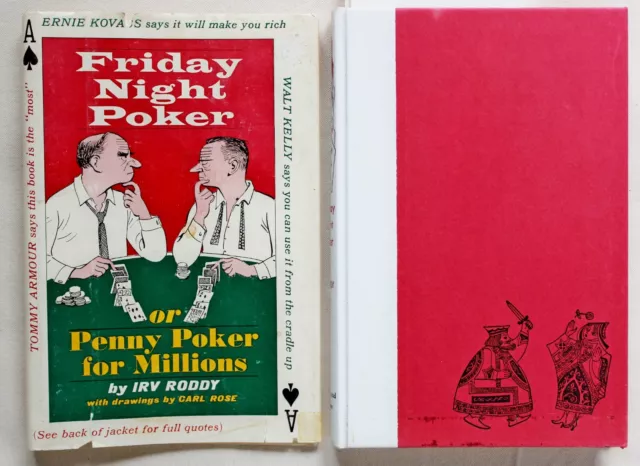 A
ERNIE KOVACS says it will make you rich
Friday
Night
Poker
TOMMY ARMOUR says this book is the "most"
WALT KELLY says you can use it from the cradle up
or
Penny Poker
for Millions
by IRV RODDY
with drawings by CARL ROSE
A
(See back of jacket for full quotes)